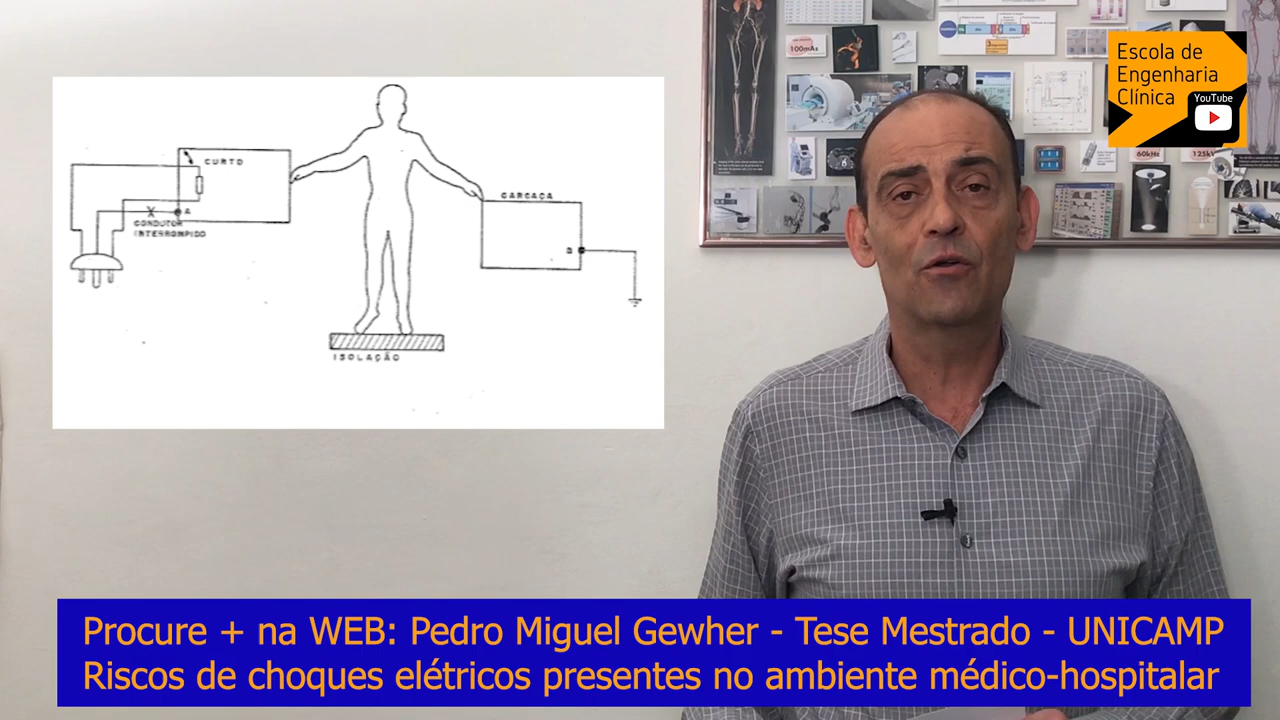 Escola de
Engenharia
Clínica
YouTube
100mAs
60kHz
125kV
CURTO
A
CONDUTOR
INTERROMPIDO
CARCAÇA
B
ISOLAÇÃO
Procure + na WEB: Pedro Miguel Gewher - Tese Mestrado - UNICAMP
Riscos de choques elétricos presentes no ambiente médico-hospitalar